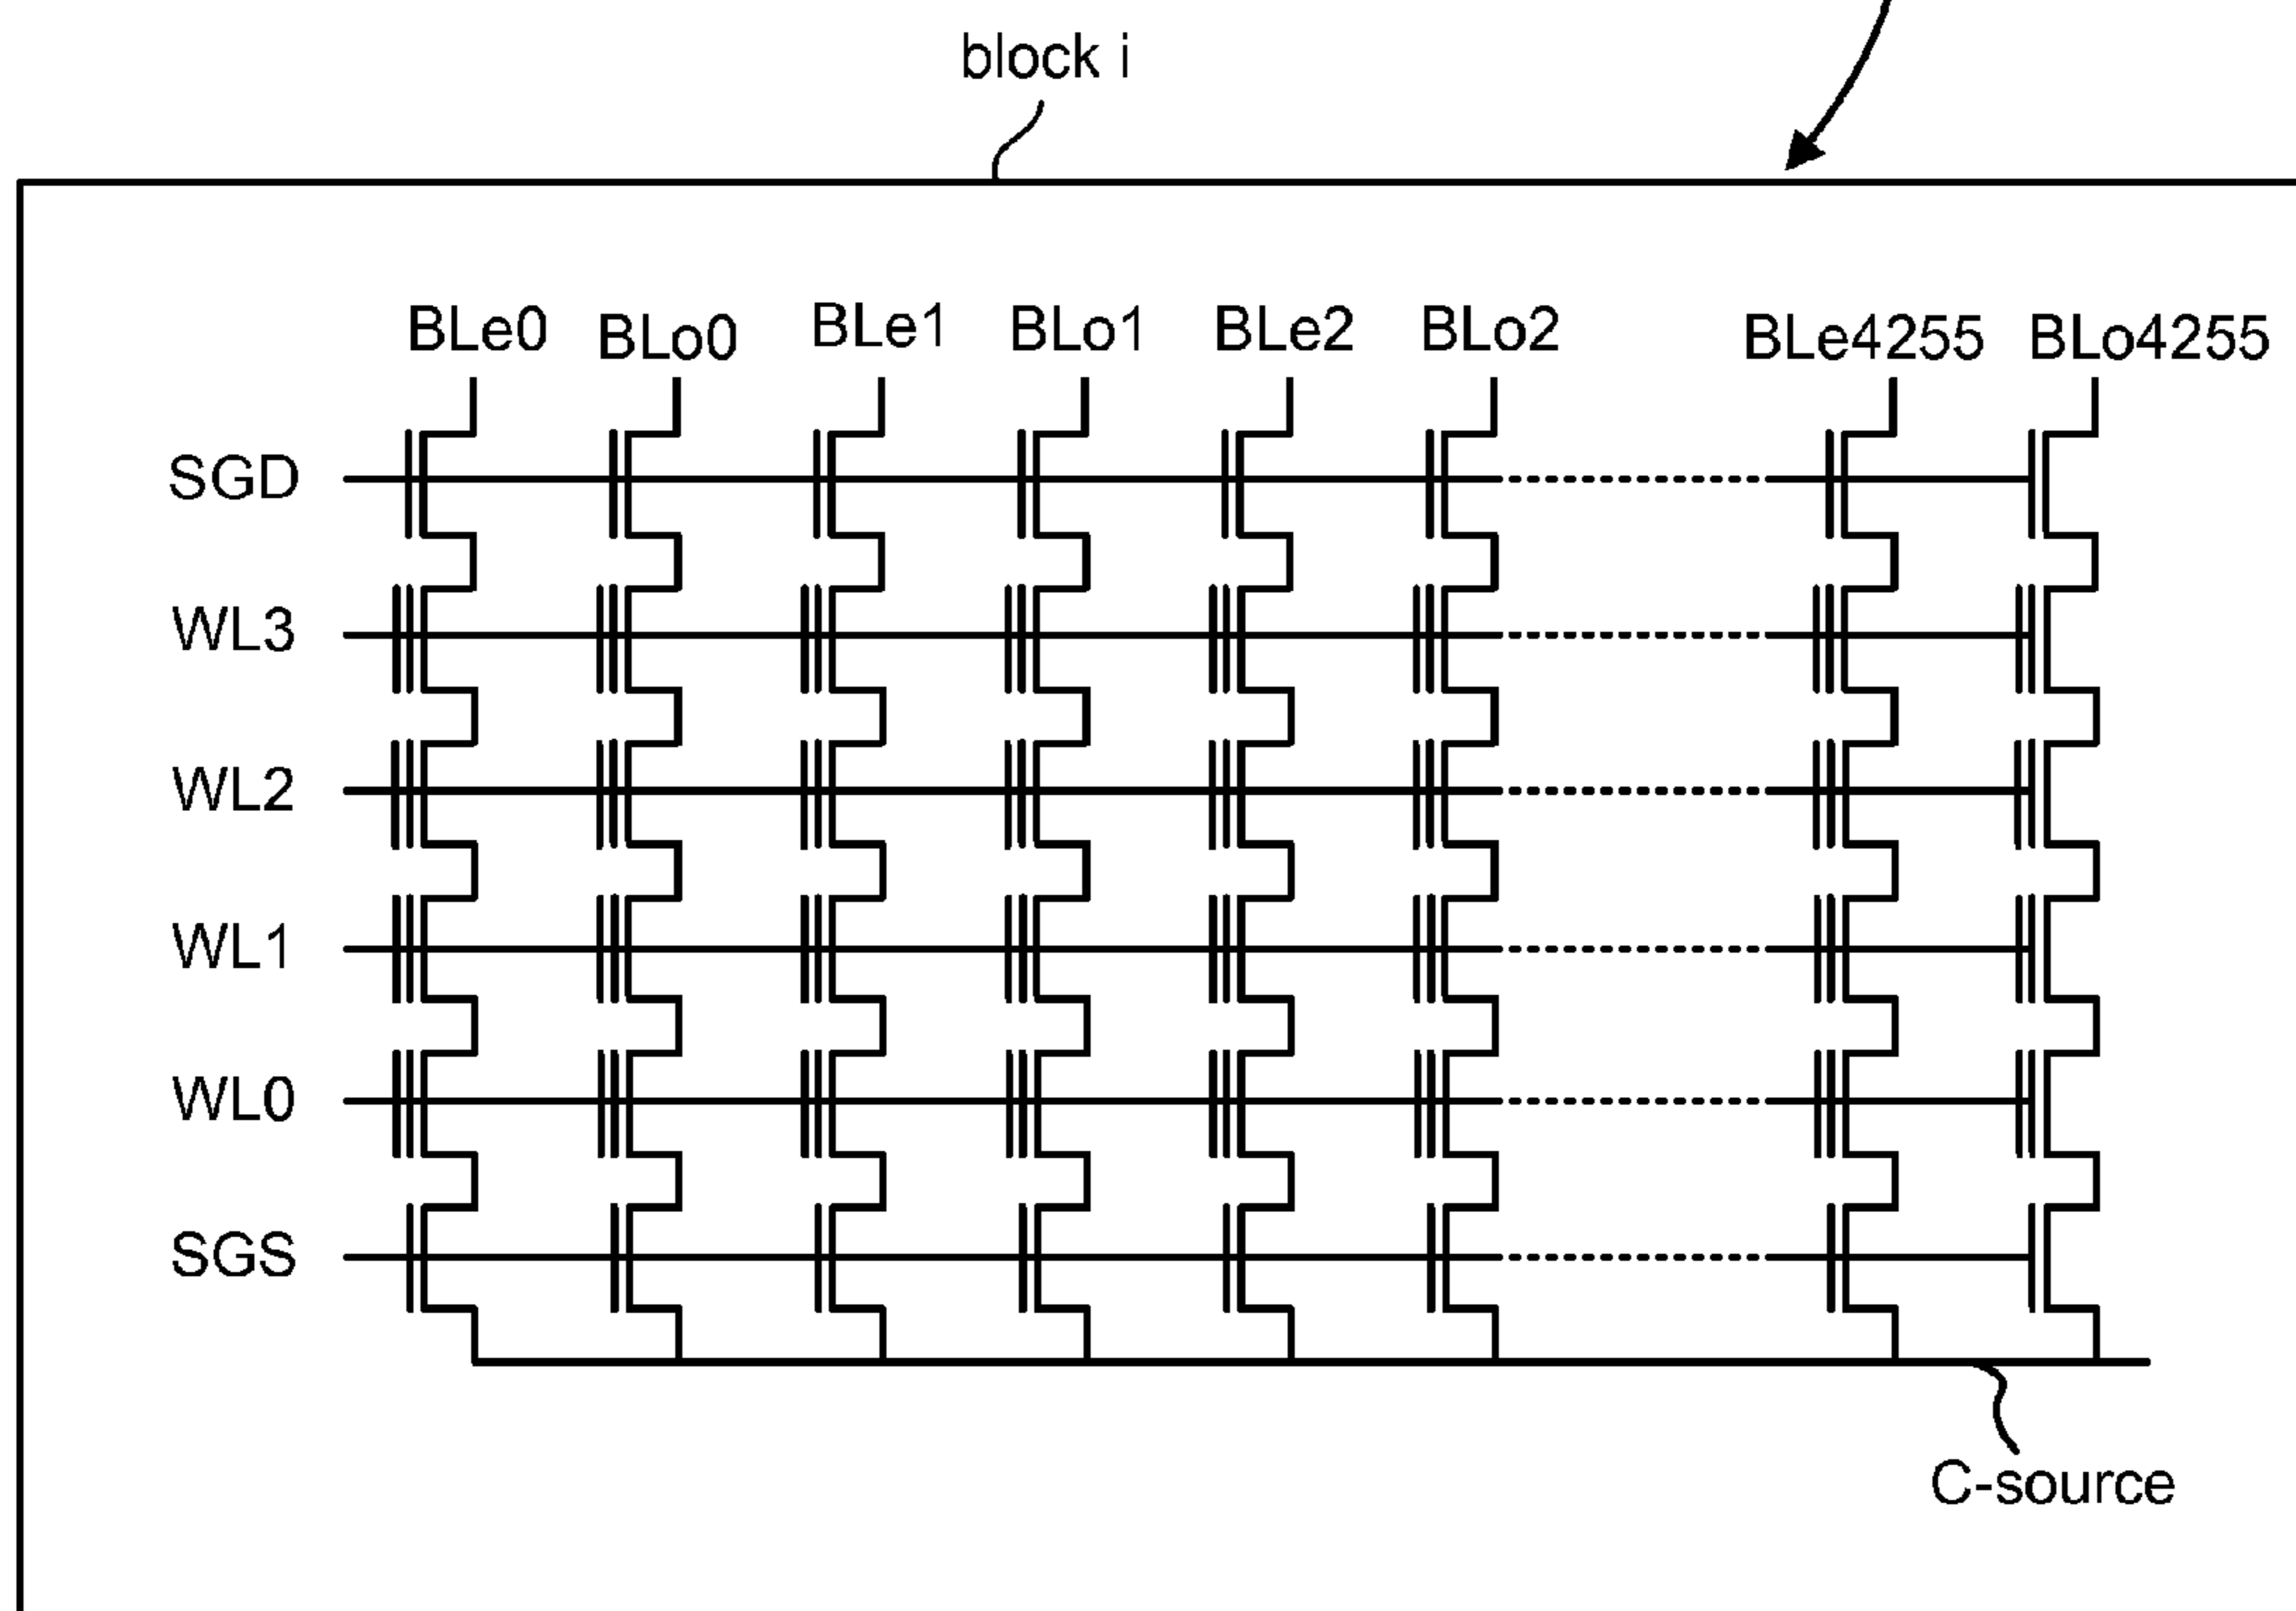 block i
BLe0 BLo0 BLe1 BLo1 BLe2 BLo2 BLe4255 BLo4255
SGD
WL3
WL2
WL1
WL0
SGS
C-source